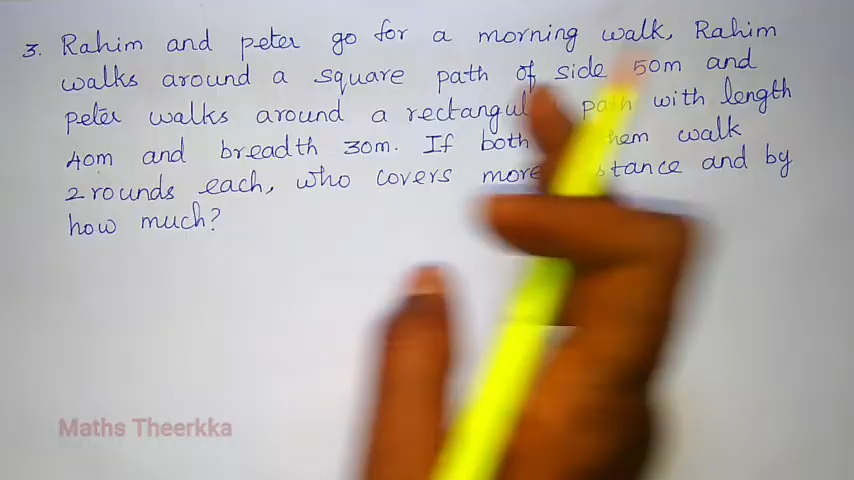 3. Rahim and peter go for a morning walk, Rahim
walks around a square path of side 50m and
peter walks around a rectangul path with length
40m and breadth 30m. If both hem walk
2 rounds each, who covers more stance and by
how much?
Maths Theerkka